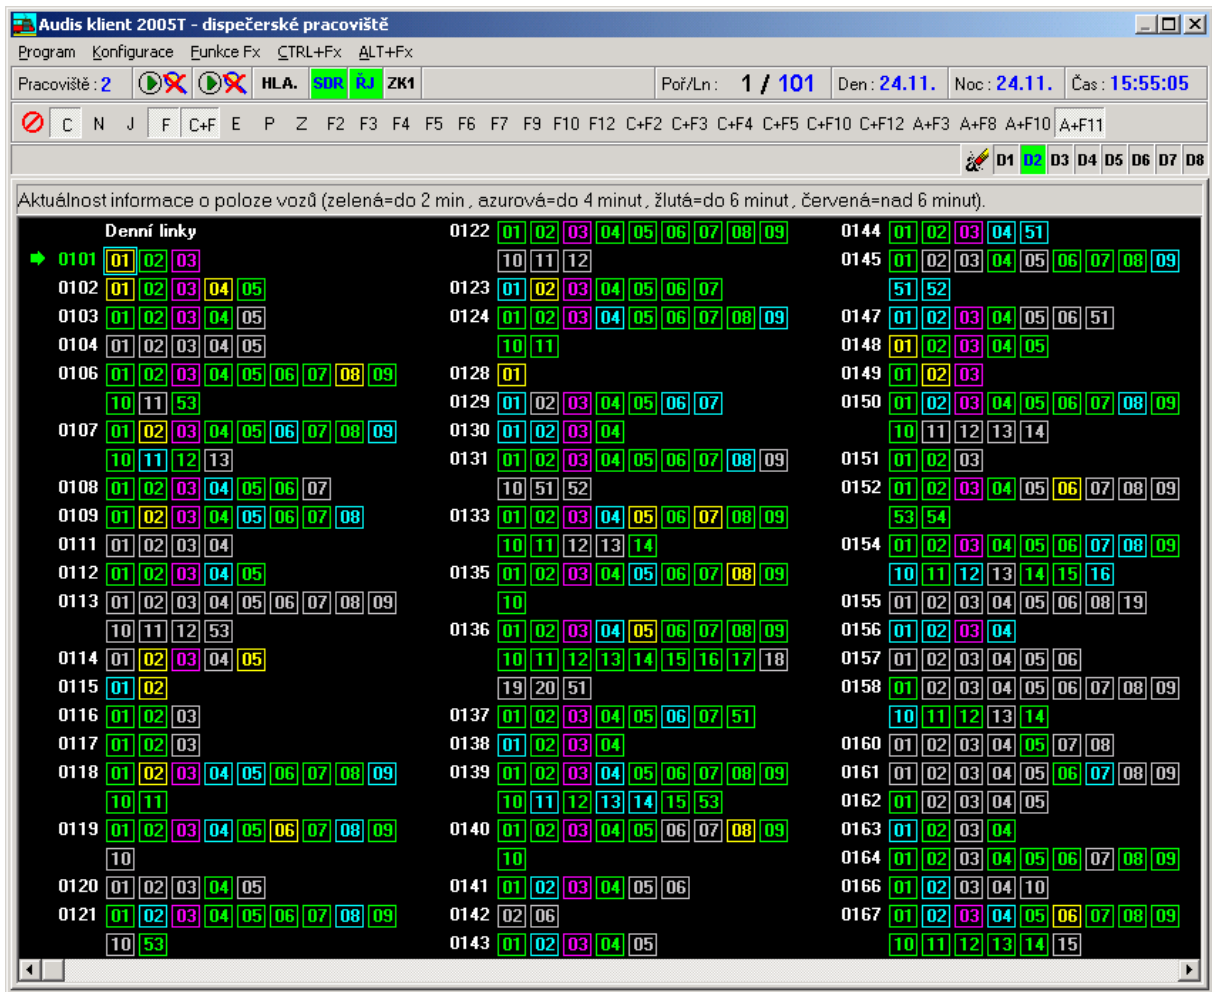 Audis klient 2005T - dispečerské pracoviště
Program Konfigurace Funkce Fx CTRL+Fx ALT+Fx
Pracoviště : 2 HLA. SDR ŘJ ZK1 Poř/Ln : 1 / 101 Den : 24.11. Noc : 24.11. Čas : 15:55:05
C N J F C+F E P Z F2 F3 F4 F5 F6 F7 F9 F10 F12 C+F2 C+F3 C+F4 C+F5 C+F10 C+F12 A+F3 A+F8 A+F10 A+F11
D1 D2 D3 D4 D5 D6 D7 D8
Aktuálnost informace o poloze vozů (zelená=do 2 min , azurová=do 4 minut , žlutá=do 6 minut , červená=nad 6 minut).
Denní linky
0101 01 02 03
0102 01 02 03 04 05
0103 01 02 03 04 05
0104 01 02 03 04 05
0106 01 02 03 04 05 06 07 08 09
10 11 53
0107 01 02 03 04 05 06 07 08 09
10 11 12 13
0108 01 02 03 04 05 06 07
0109 01 02 03 04 05 06 07 08
0111 01 02 03 04
0112 01 02 03 04 05
0113 01 02 03 04 05 06 07 08 09
10 11 12 53
0114 01 02 03 04 05
0115 01 02
0116 01 02 03
0117 01 02 03
0118 01 02 03 04 05 06 07 08 09
10 11
0119 01 02 03 04 05 06 07 08 09
10
0120 01 02 03 04 05
0121 01 02 03 04 05 06 07 08 09
10 53
0122 01 02 03 04 05 06 07 08 09
10 11 12
0123 01 02 03 04 05 06 07
0124 01 02 03 04 05 06 07 08 09
10 11
0128 01
0129 01 02 03 04 05 06 07
0130 01 02 03 04
0131 01 02 03 04 05 06 07 08 09
10 51 52
0133 01 02 03 04 05 06 07 08 09
10 11 12 13 14
0135 01 02 03 04 05 06 07 08 09
10
0136 01 02 03 04 05 06 07 08 09
10 11 12 13 14 15 16 17 18
19 20 51
0137 01 02 03 04 05 06 07 51
0138 01 02 03 04
0139 01 02 03 04 05 06 07 08 09
10 11 12 13 14 15 53
0140 01 02 03 04 05 06 07 08 09
10
0141 01 02 03 04 05 06
0142 02 06
0143 01 02 03 04 05
0144 01 02 03 04 51
0145 01 02 03 04 05 06 07 08 09
51 52
0147 01 02 03 04 05 06 51
0148 01 02 03 04 05
0149 01 02 03
0150 01 02 03 04 05 06 07 08 09
10 11 12 13 14
0151 01 02 03
0152 01 02 03 04 05 06 07 08 09
53 54
0154 01 02 03 04 05 06 07 08 09
10 11 12 13 14 15 16
0155 01 02 03 04 05 06 08 19
0156 01 02 03 04
0157 01 02 03 04 05 06
0158 01 02 03 04 05 06 07 08 09
10 11 12 13 14
0160 01 02 03 04 05 07 08
0161 01 02 03 04 05 06 07 08 09
0162 01 02 03 04 05
0163 01 02 03 04
0164 01 02 03 04 05 06 07 08 09
0166 01 02 03 04 10
0167 01 02 03 04 05 06 07 08 09
10 11 12 13 14 15